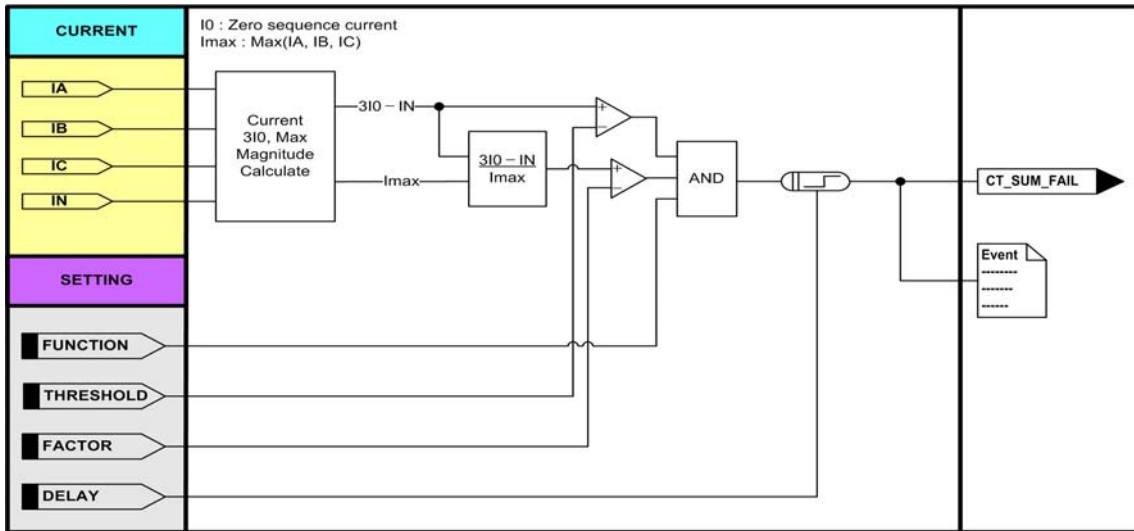 CURRENT
I0 : Zero sequence current
Imax : Max(IA, IB, IC)
IA
IB
IC
IN
Current
3I0, Max
Magnitude
Calculate
3I0 – IN
Imax
3I0 – IN
Imax
+
−
+
−
AND
CT_SUM_FAIL
Event
--------
-------
------
SETTING
FUNCTION
THRESHOLD
FACTOR
DELAY